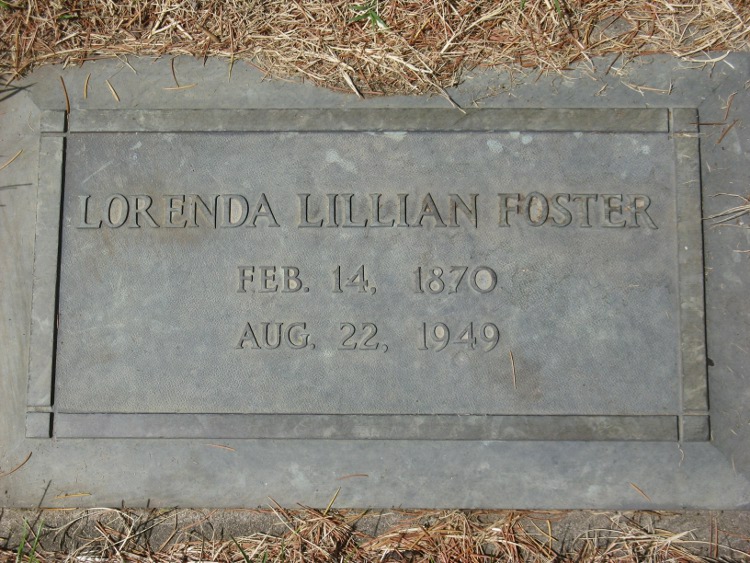 LORENDA LILLIAN FOSTER
FEB. 14, 1870
AUG. 22, 1949